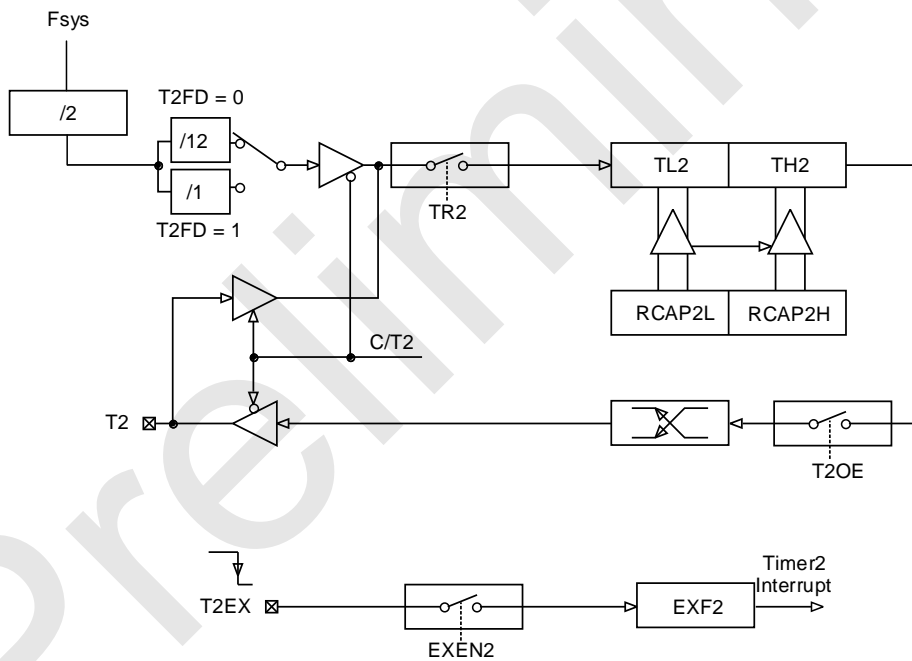 Fsys
/2
T2FD = 0
/12
/1
T2FD = 1
TR2
TL2
TH2
RCAP2L
RCAP2H
C/T2
T2
T2OE
T2EX
EXEN2
EXF2
Timer2
Interrupt
Prelimin